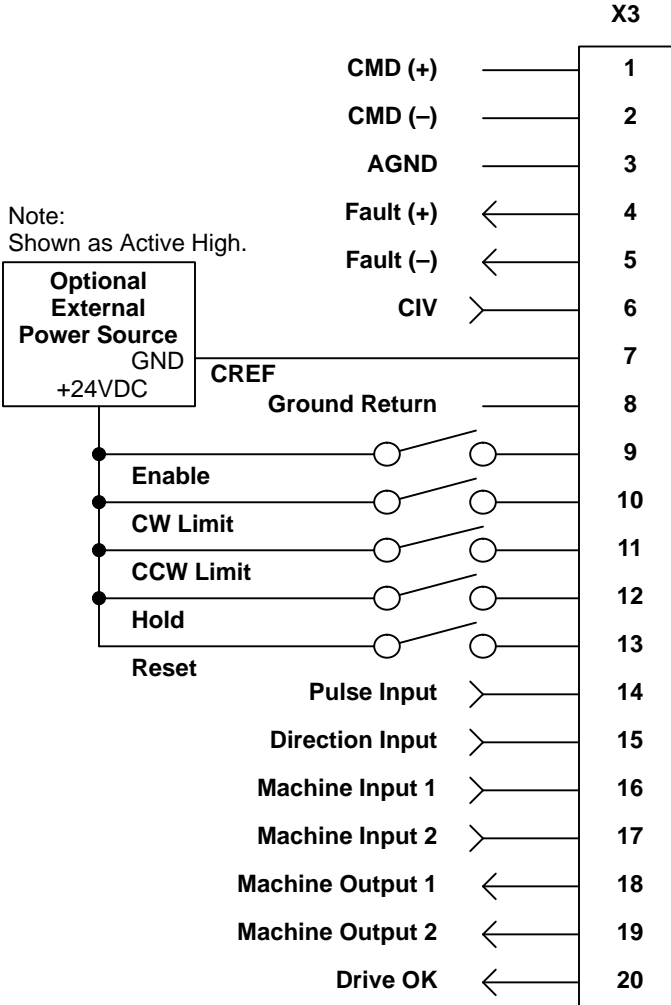 X3
CMD (+) 1
CMD (–) 2
AGND 3
Note:
Shown as Active High.
Fault (+) 4
Fault (–) 5
Optional
External
Power Source
GND
+24VDC
CIV 6
CREF 7
Ground Return 8
9
Enable
10
CW Limit
11
CCW Limit
12
Hold
13
Reset
Pulse Input 14
Direction Input 15
Machine Input 1 16
Machine Input 2 17
Machine Output 1 18
Machine Output 2 19
Drive OK 20